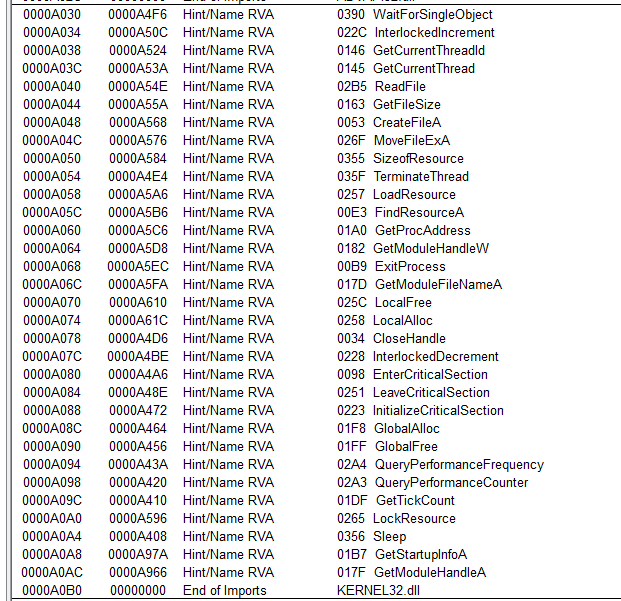 0000A030 0000A4F6 Hint/Name RVA 0390 WaitForSingleObject
0000A034 0000A50C Hint/Name RVA 022C InterlockedIncrement
0000A038 0000A524 Hint/Name RVA 0146 GetCurrentThreadId
0000A03C 0000A53A Hint/Name RVA 0145 GetCurrentThread
0000A040 0000A54E Hint/Name RVA 02B5 ReadFile
0000A044 0000A55A Hint/Name RVA 0163 GetFileSize
0000A048 0000A568 Hint/Name RVA 0053 CreateFileA
0000A04C 0000A576 Hint/Name RVA 026F MoveFileExA
0000A050 0000A584 Hint/Name RVA 0355 SizeofResource
0000A054 0000A4E4 Hint/Name RVA 035F TerminateThread
0000A058 0000A5A6 Hint/Name RVA 0257 LoadResource
0000A05C 0000A5B6 Hint/Name RVA 00E3 FindResourceA
0000A060 0000A5C6 Hint/Name RVA 01A0 GetProcAddress
0000A064 0000A5D8 Hint/Name RVA 0182 GetModuleHandleW
0000A068 0000A5EC Hint/Name RVA 00B9 ExitProcess
0000A06C 0000A5FA Hint/Name RVA 017D GetModuleFileNameA
0000A070 0000A610 Hint/Name RVA 025C LocalFree
0000A074 0000A61C Hint/Name RVA 0258 LocalAlloc
0000A078 0000A4D6 Hint/Name RVA 0034 CloseHandle
0000A07C 0000A4BE Hint/Name RVA 0228 InterlockedDecrement
0000A080 0000A4A6 Hint/Name RVA 0098 EnterCriticalSection
0000A084 0000A48E Hint/Name RVA 0251 LeaveCriticalSection
0000A088 0000A472 Hint/Name RVA 0223 InitializeCriticalSection
0000A08C 0000A464 Hint/Name RVA 01F8 GlobalAlloc
0000A090 0000A456 Hint/Name RVA 01FF GlobalFree
0000A094 0000A43A Hint/Name RVA 02A4 QueryPerformanceFrequency
0000A098 0000A420 Hint/Name RVA 02A3 QueryPerformanceCounter
0000A09C 0000A410 Hint/Name RVA 01DF GetTickCount
0000A0A0 0000A596 Hint/Name RVA 0265 LockResource
0000A0A4 0000A408 Hint/Name RVA 0356 Sleep
0000A0A8 0000A97A Hint/Name RVA 01B7 GetStartupInfoA
0000A0AC 0000A966 Hint/Name RVA 017F GetModuleHandleA
0000A0B0 00000000 End of Imports KERNEL32.dll